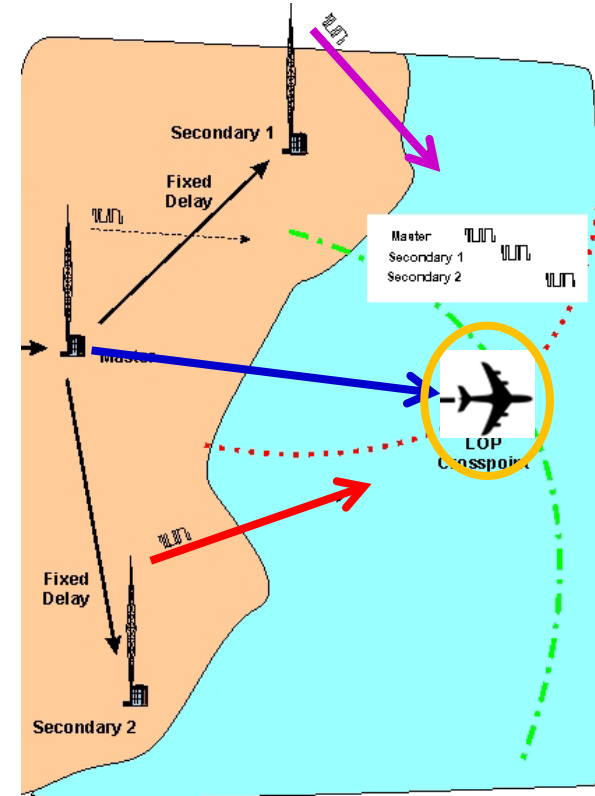 Secondary 1
Fixed
Delay
Master
Secondary 1
Secondary 2
Master
LOP
Crosspoint
Fixed
Delay
Secondary 2